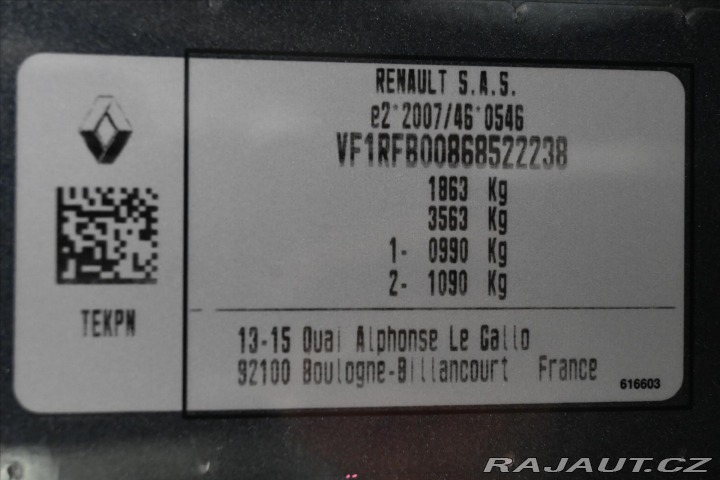 RENAULT S.A.S.
e2*2007/46*0546
VF1RFB00868522238
1863 Kg
3563 Kg
1- 0990 Kg
2- 1090 Kg
TEKPN
13-15 Quai Alphonse Le Gallo
92100 Boulogne-Billancourt France
616603
RAJAUT.CZ